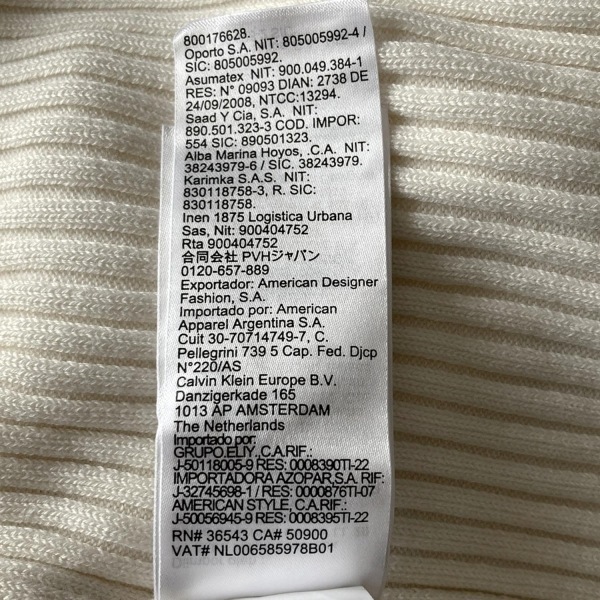 800176628.
Oporto S.A. NIT: 805005992-4 /
SIC: 805005992.
Asumatex NIT: 900.049.384-1
RES: N° 09093 DIAN: 2738 DE
24/09/2008, NTCC:13294.
Saad Y Cia, S.A. NIT:
890.501.323-3 COD. IMPOR:
554 SIC: 890501323.
Alba Marina Hoyos, .C.A. NIT:
38243979-6 / SIC. 38243979.
Karimka S.A.S. NIT:
830118758-3, R. SIC:
830118758.
Inen 1875 Logistica Urbana
Sas, Nit: 900404752
Rta 900404752
合同会社 PVHジャパン
0120-657-889
Exportador: American Designer
Fashion, S.A.
Importado por: American
Apparel Argentina S.A.
Cuit 30-70714749-7, C.
Pellegrini 739 5 Cap. Fed. Djcp
N°220/AS
Calvin Klein Europe B.V.
Danzigerkade 165
1013 AP AMSTERDAM
The Netherlands
Importado por:
GRUPO.ELIY.,C.A.RIF.:
J-50118005-9 RES: 0008390TI-22
IMPORTADORA AZOPAR,S.A. RIF:
J-32745698-1 / RES: 0000876TI-07
AMERICAN STYLE, C.A.RIF.:
J-50056945-9 RES: 0008395TI-22
RN# 36543 CA# 50900
VAT# NL006585978B01